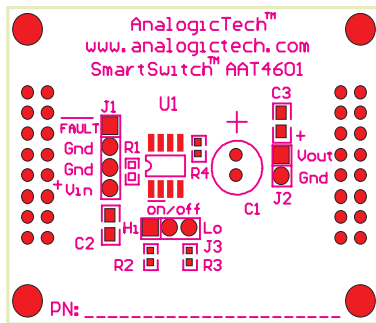 AnalogicTech™
www.analogictech.com
SmartSwitch™ AAT4601
U1
C3
J1
FAULT
R1
+
+
Gnd
R4
Vout
Gnd
Gnd
+Vin
C1
J2
on/off
C2
Hi
Lo
J3
R2
R3
PN:____________________